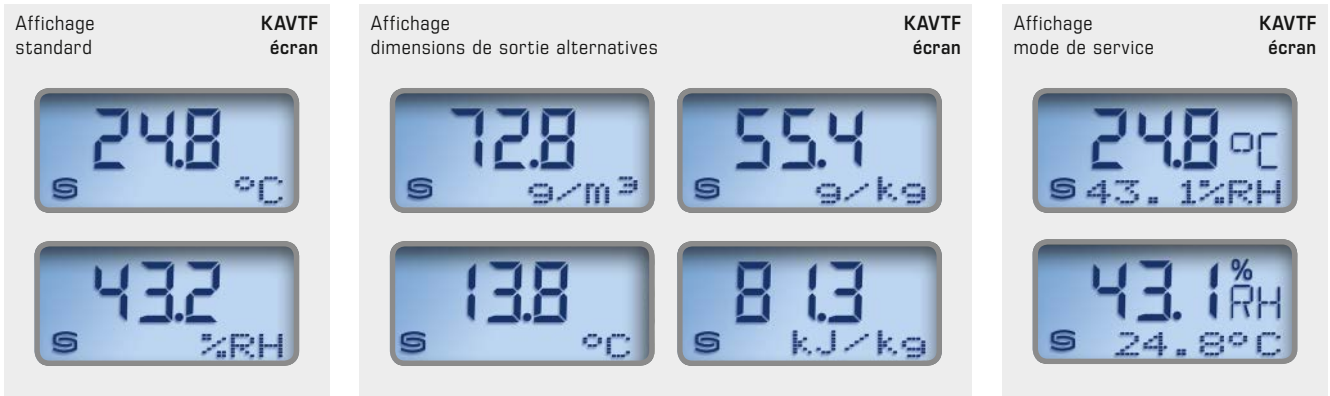 Affichage
standard
KAVTF
écran
24.8
°C
43.2
%RH
Affichage
dimensions de sortie alternatives
KAVTF
écran
72.8
g/m³
55.4
g/kg
13.8
°C
81.3
kJ/kg
Affichage
mode de service
KAVTF
écran
24.8 °C
43.1%RH
43.1 % RH
24.8°C